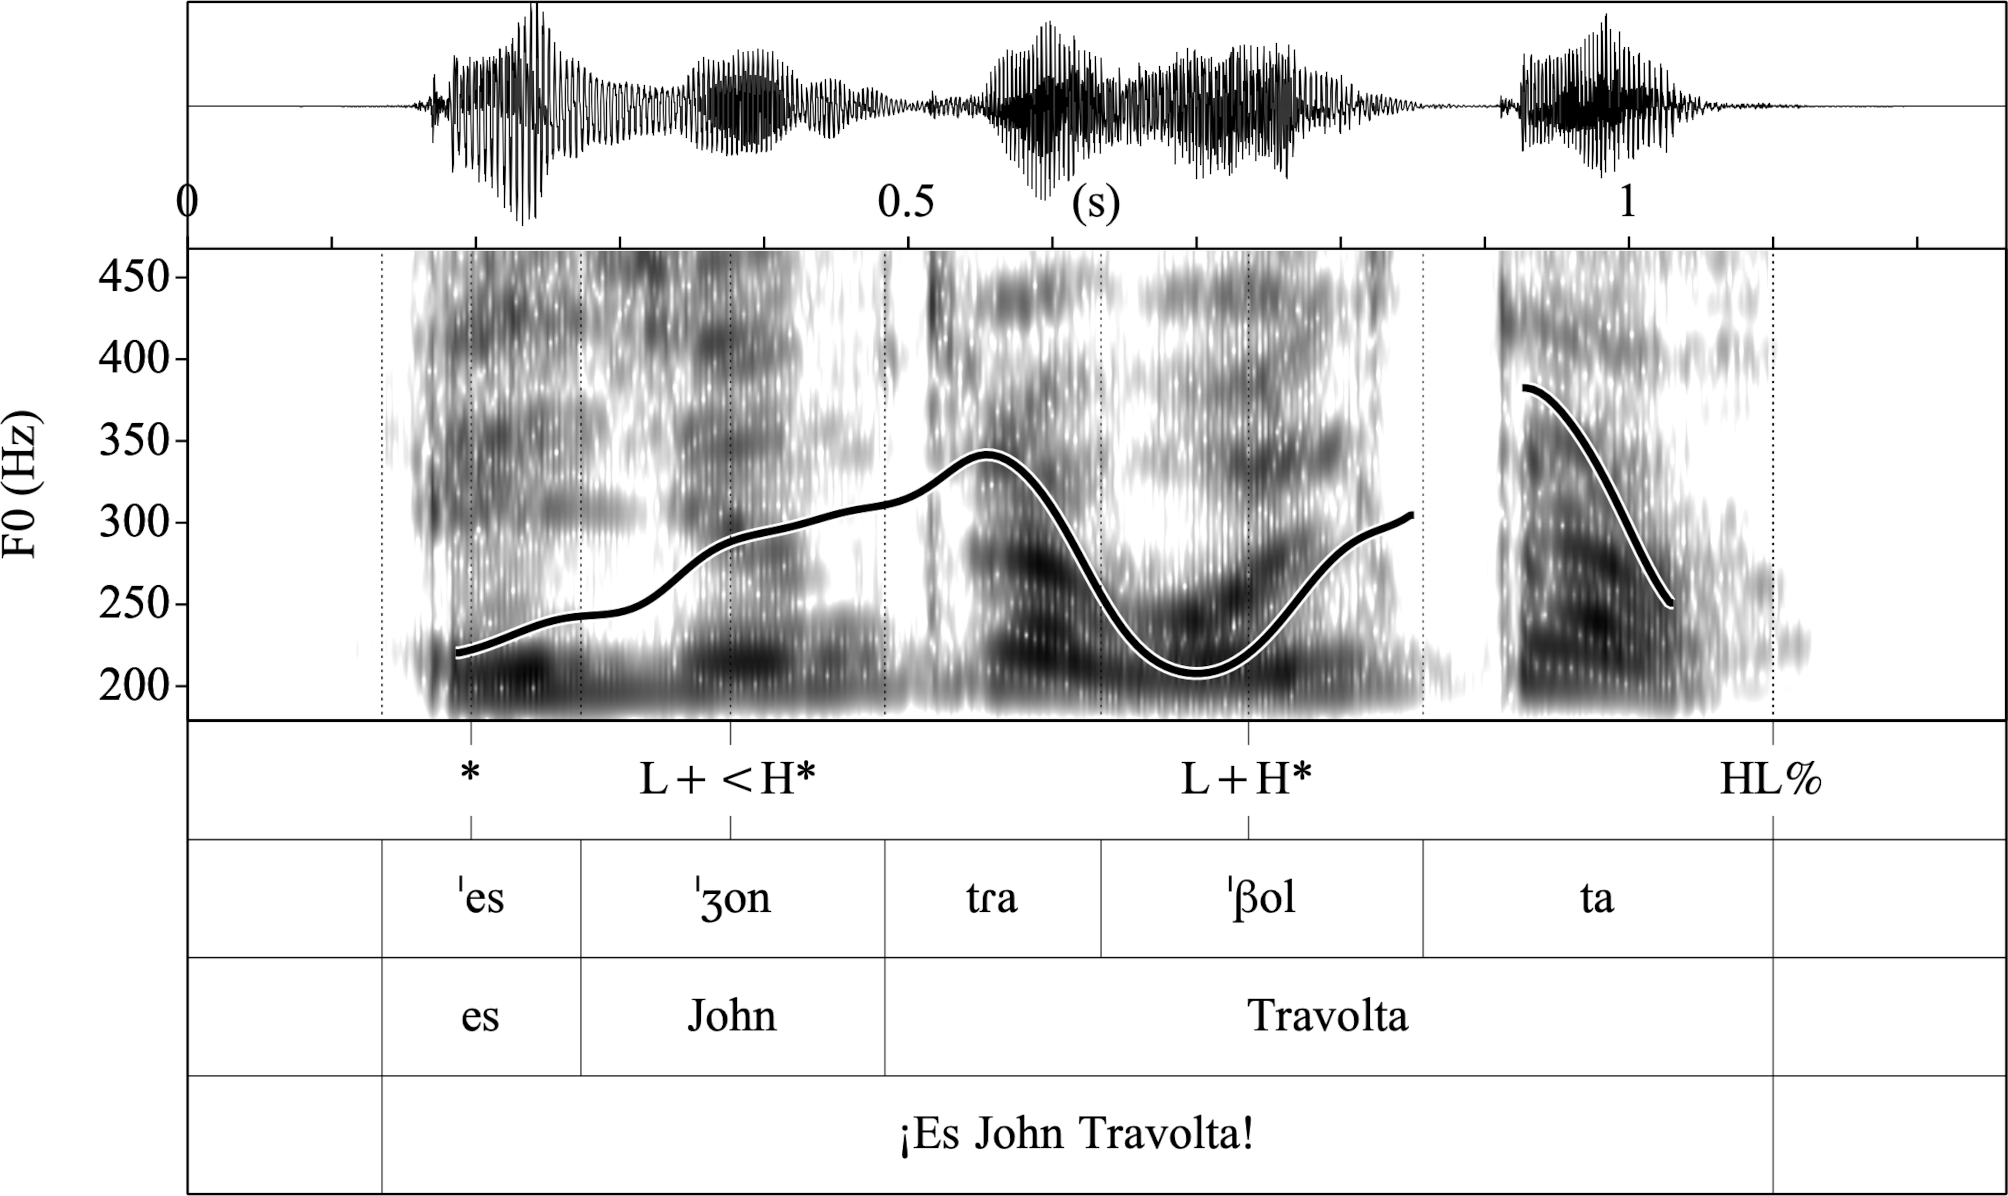 0 0.5 (s) 1
450
400
350
300
250
200
F0 (Hz)
* L+<H* L+H* HL%
ˈes ˈʒon tɾa ˈβol ta
es John Travolta
¡Es John Travolta!